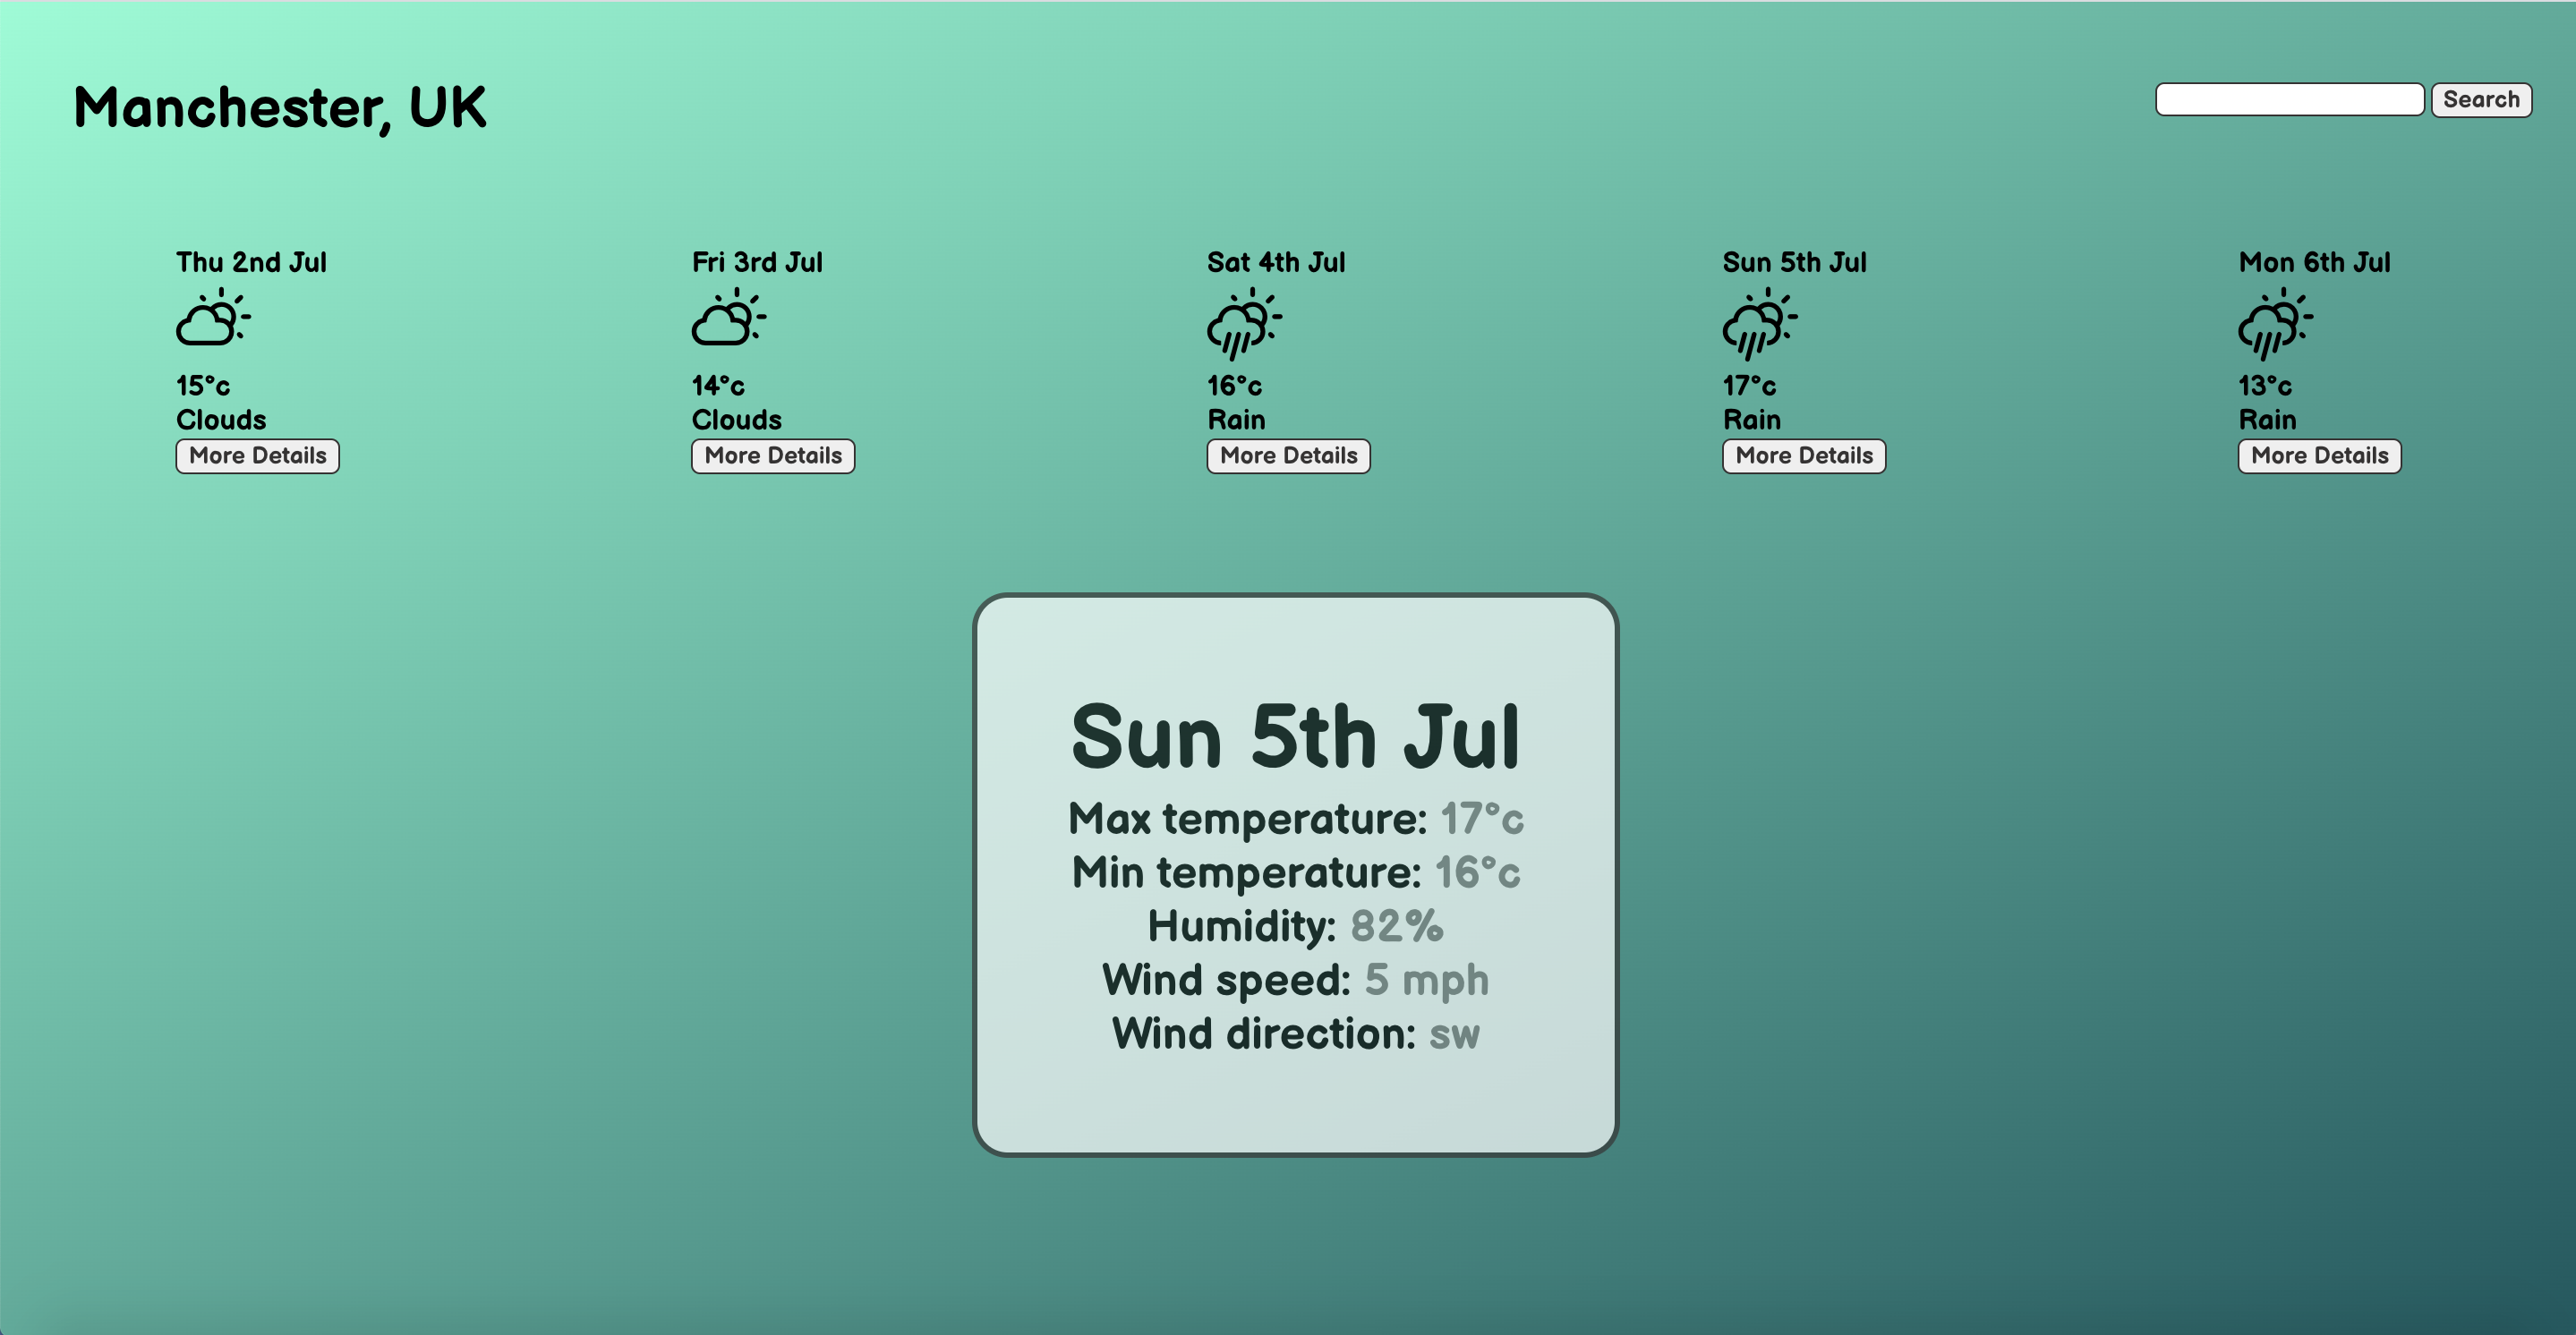 Manchester, UK
Search
Thu 2nd Jul
15°c
Clouds
More Details
Fri 3rd Jul
14°c
Clouds
More Details
Sat 4th Jul
16°c
Rain
More Details
Sun 5th Jul
17°c
Rain
More Details
Mon 6th Jul
13°c
Rain
More Details
Sun 5th Jul
Max temperature: 17°c
Min temperature: 16°c
Humidity: 82%
Wind speed: 5 mph
Wind direction: sw